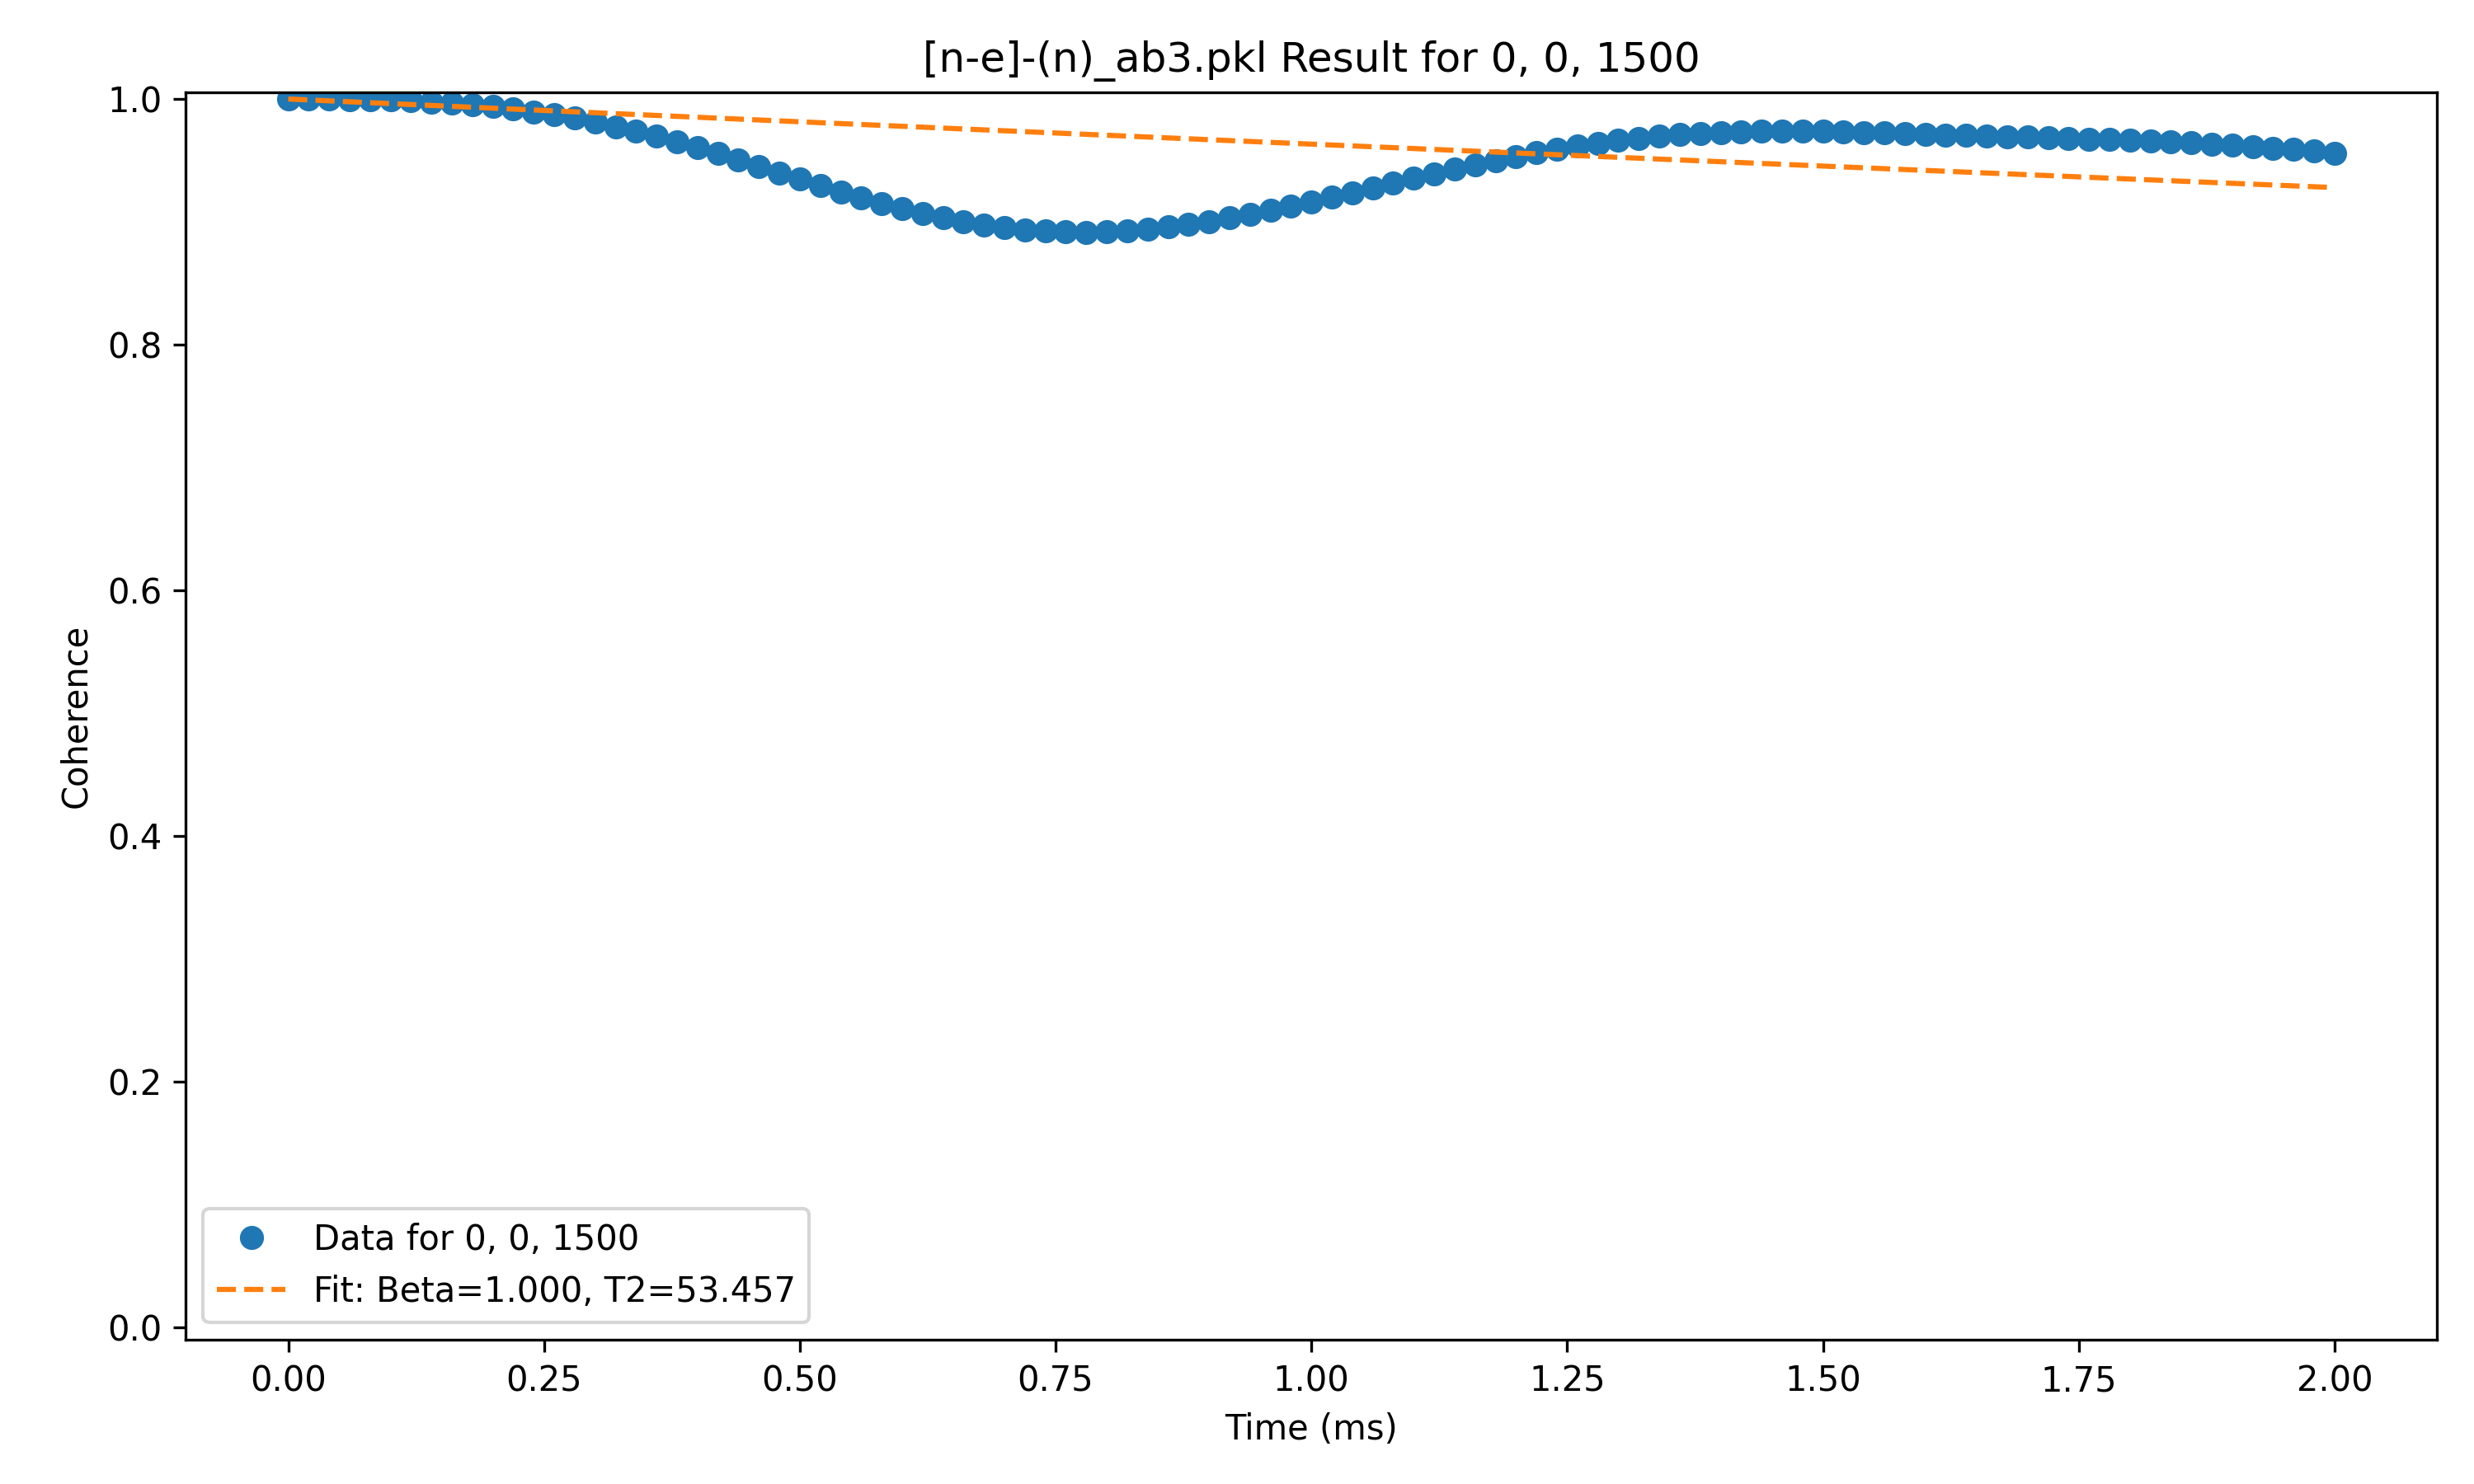 [n-e]-(n)_ab3.pkl Result for 0, 0, 1500
1.0
0.8
0.6
0.4
0.2
0.0
Coherence
Data for 0, 0, 1500
Fit: Beta=1.000, T2=53.457
0.00 0.25 0.50 0.75 1.00 1.25 1.50 1.75 2.00
Time (ms)